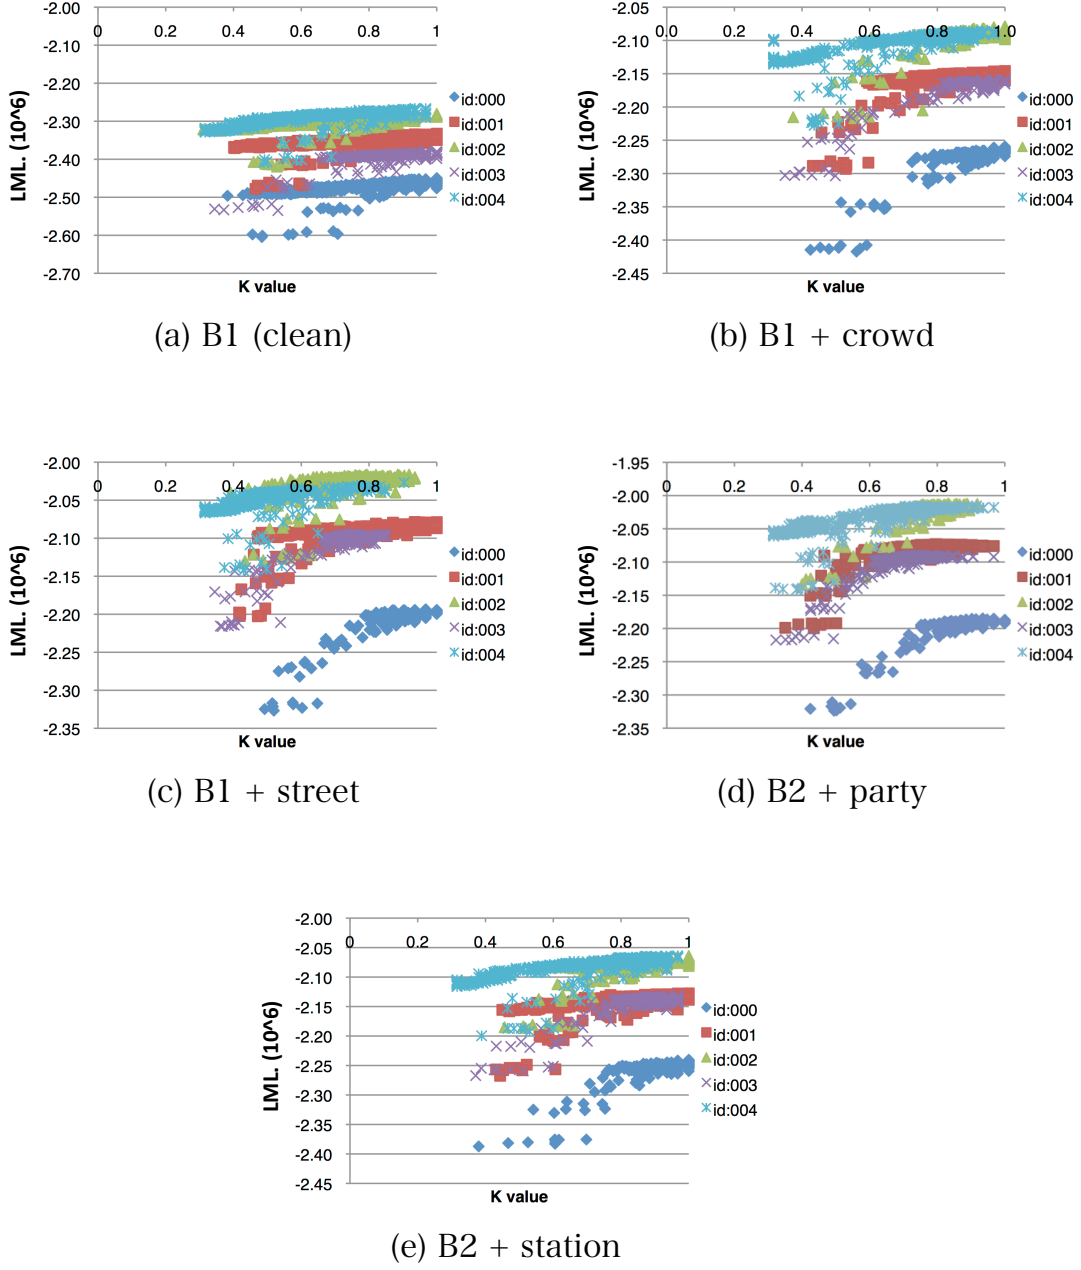 -2.00
0 0.2 0.4 0.6 0.8 1
-2.10
-2.20
-2.30
-2.40
-2.50
-2.60
-2.70
LML. (10^6)
K value
id:000
id:001
id:002
id:003
id:004
(a) B1 (clean)
-2.05
0.0 0.2 0.4 0.6 0.8 1.0
-2.10
-2.15
-2.20
-2.25
-2.30
-2.35
-2.40
-2.45
LML. (10^6)
K value
id:000
id:001
id:002
id:003
id:004
(b) B1 + crowd
-2.00
0 0.2 0.4 0.6 0.8 1
-2.05
-2.10
-2.15
-2.20
-2.25
-2.30
-2.35
LML. (10^6)
K value
id:000
id:001
id:002
id:003
id:004
(c) B1 + street
-1.95
0 0.2 0.4 0.6 0.8 1
-2.00
-2.05
-2.10
-2.15
-2.20
-2.25
-2.30
-2.35
LML. (10^6)
K value
id:000
id:001
id:002
id:003
id:004
(d) B2 + party
-2.00
0 0.2 0.4 0.6 0.8 1
-2.05
-2.10
-2.15
-2.20
-2.25
-2.30
-2.35
-2.40
-2.45
LML. (10^6)
K value
id:000
id:001
id:002
id:003
id:004
(e) B2 + station